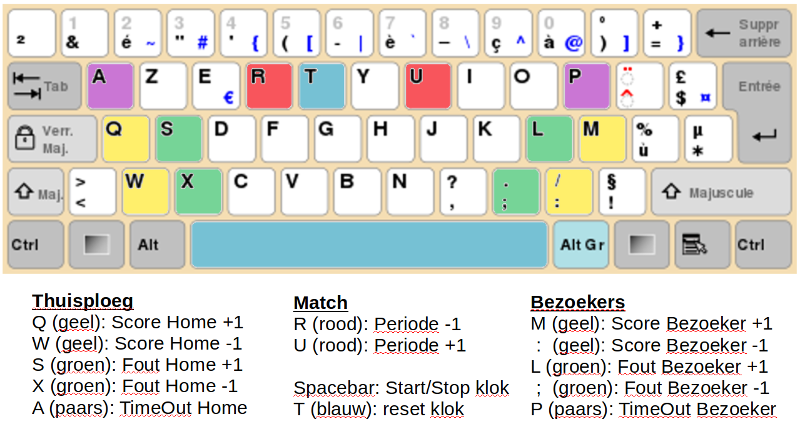 1 2 3 4 5 6 7 8 9 0 ° + Suppr
² & é ~ " # ' { ( [ - | è ` _ \ ç ^ à @ ) ] = } arrière
Tab A Z E € R T Y U I O P ¨ ^ £ $ ¤ Entrée
Verr. Maj. Q S D F G H J K L M % ù µ *
Maj. > < W X C V B N ? , . ; / : § ! Majuscule
Ctrl Alt Alt Gr Ctrl
Thuisploeg
Q (geel): Score Home +1
W (geel): Score Home -1
S (groen): Fout Home +1
X (groen): Fout Home -1
A (paars): TimeOut Home
Match
R (rood): Periode -1
U (rood): Periode +1
Spacebar: Start/Stop klok
T (blauw): reset klok
Bezoekers
M (geel): Score Bezoeker +1
: (geel): Score Bezoeker -1
L (groen): Fout Bezoeker +1
; (groen): Fout Bezoeker -1
P (paars): TimeOut Bezoeker